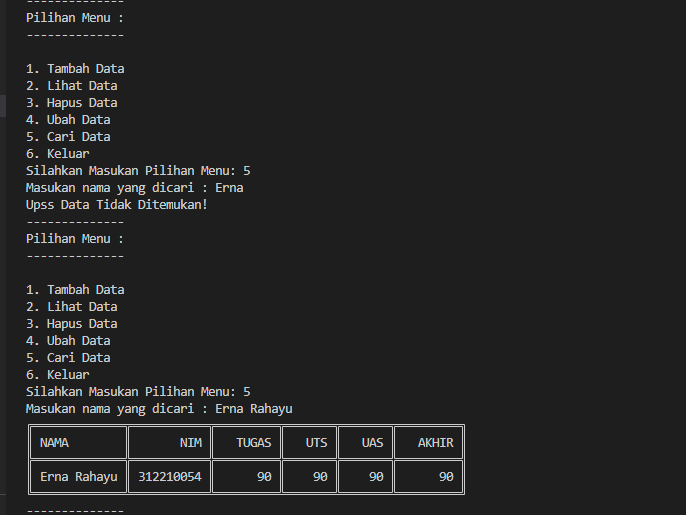 --------------
Pilihan Menu :
--------------
1. Tambah Data
2. Lihat Data
3. Hapus Data
4. Ubah Data
5. Cari Data
6. Keluar
Silahkan Masukan Pilihan Menu: 5
Masukan nama yang dicari : Erna
Upss Data Tidak Ditemukan!
--------------
Pilihan Menu :
--------------
1. Tambah Data
2. Lihat Data
3. Hapus Data
4. Ubah Data
5. Cari Data
6. Keluar
Silahkan Masukan Pilihan Menu: 5
Masukan nama yang dicari : Erna Rahayu
NAMA NIM TUGAS UTS UAS AKHIR
Erna Rahayu 312210054 90 90 90 90
--------------